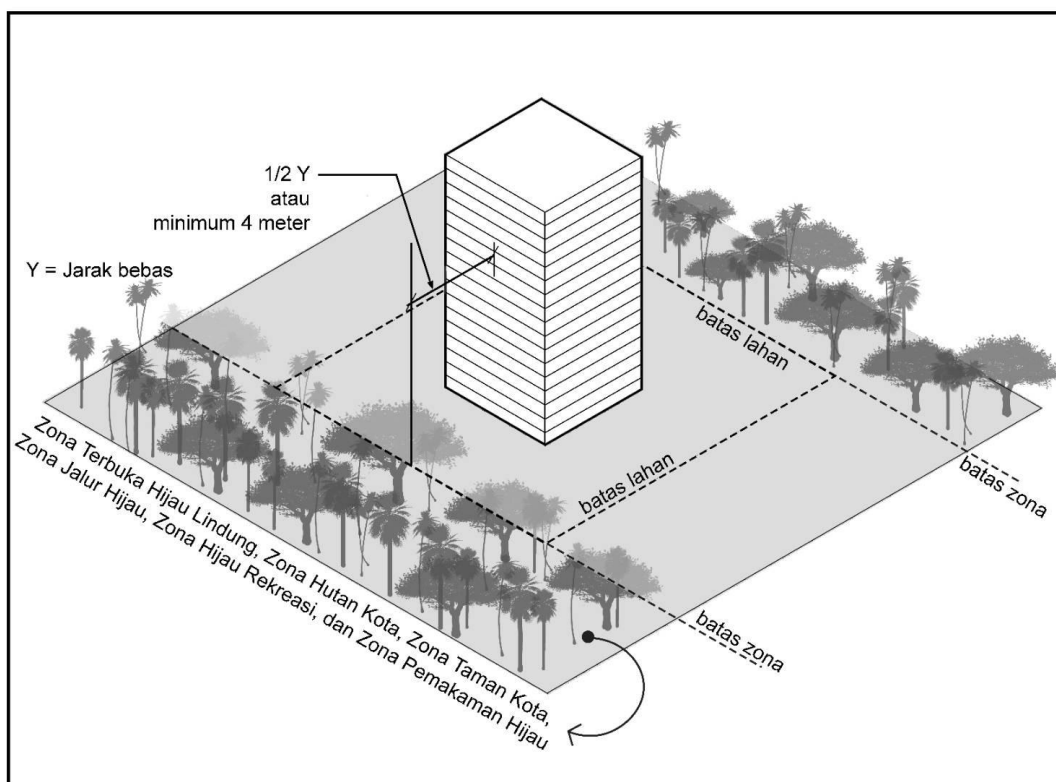 1/2 Y
atau
minimum 4 meter
Y = Jarak bebas
batas lahan
batas lahan
batas zona
batas zona
Zona Terbuka Hijau Lindung, Zona Hutan Kota, Zona Taman Kota,
Zona Jalur Hijau, Zona Hijau Rekreasi, dan Zona Pemakaman Hijau